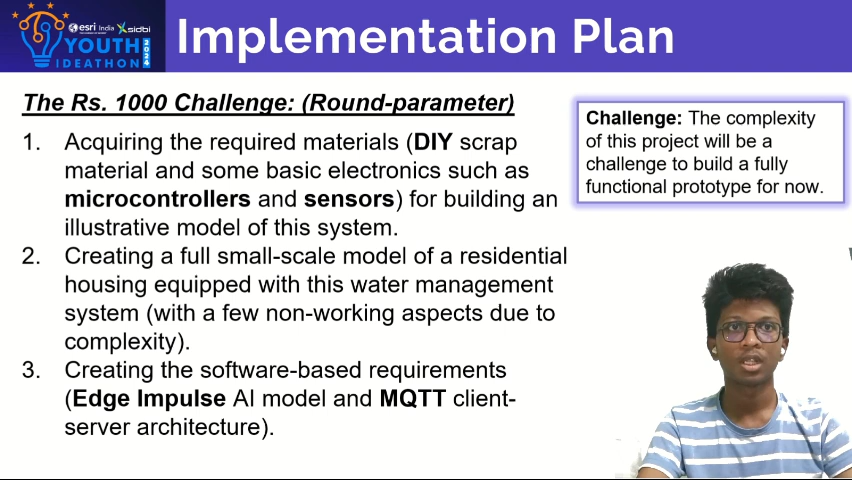 esri India sidbi
YOUTH
IDEATHON
2024
Implementation Plan
The Rs. 1000 Challenge: (Round-parameter)
1. Acquiring the required materials (DIY scrap
material and some basic electronics such as
microcontrollers and sensors) for building an
illustrative model of this system.
2. Creating a full small-scale model of a residential
housing equipped with this water management
system (with a few non-working aspects due to
complexity).
3. Creating the software-based requirements
(Edge Impulse AI model and MQTT client-
server architecture).
Challenge: The complexity
of this project will be a
challenge to build a fully
functional prototype for now.